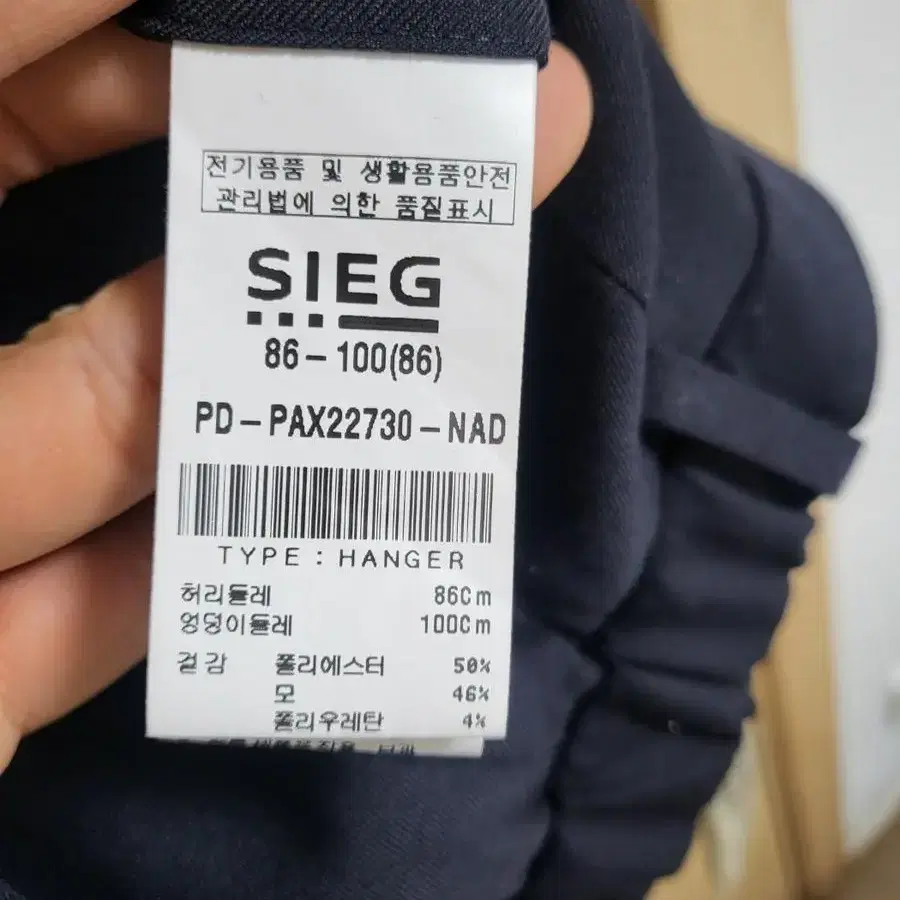 전기용품 및 생활용품안전
관리법에 의한 품질표시
SIEG
86-100(86)
PD-PAX22730-NAD
TYPE : HANGER
허리둘레 86Cm
엉덩이둘레 100Cm
겉감 폴리에스터 50%
모 46%
폴리우레탄 4%